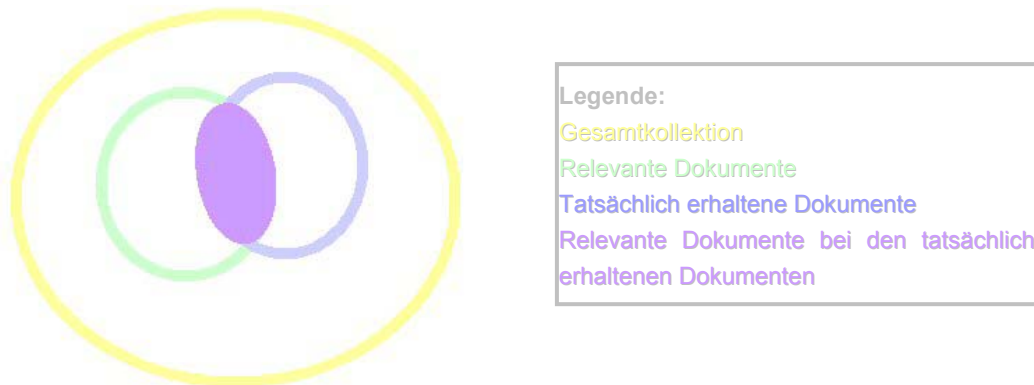 Legende:
Gesamtkollektion
Relevante Dokumente
Tatsächlich erhaltene Dokumente
Relevante Dokumente bei den tatsächlich
erhaltenen Dokumenten